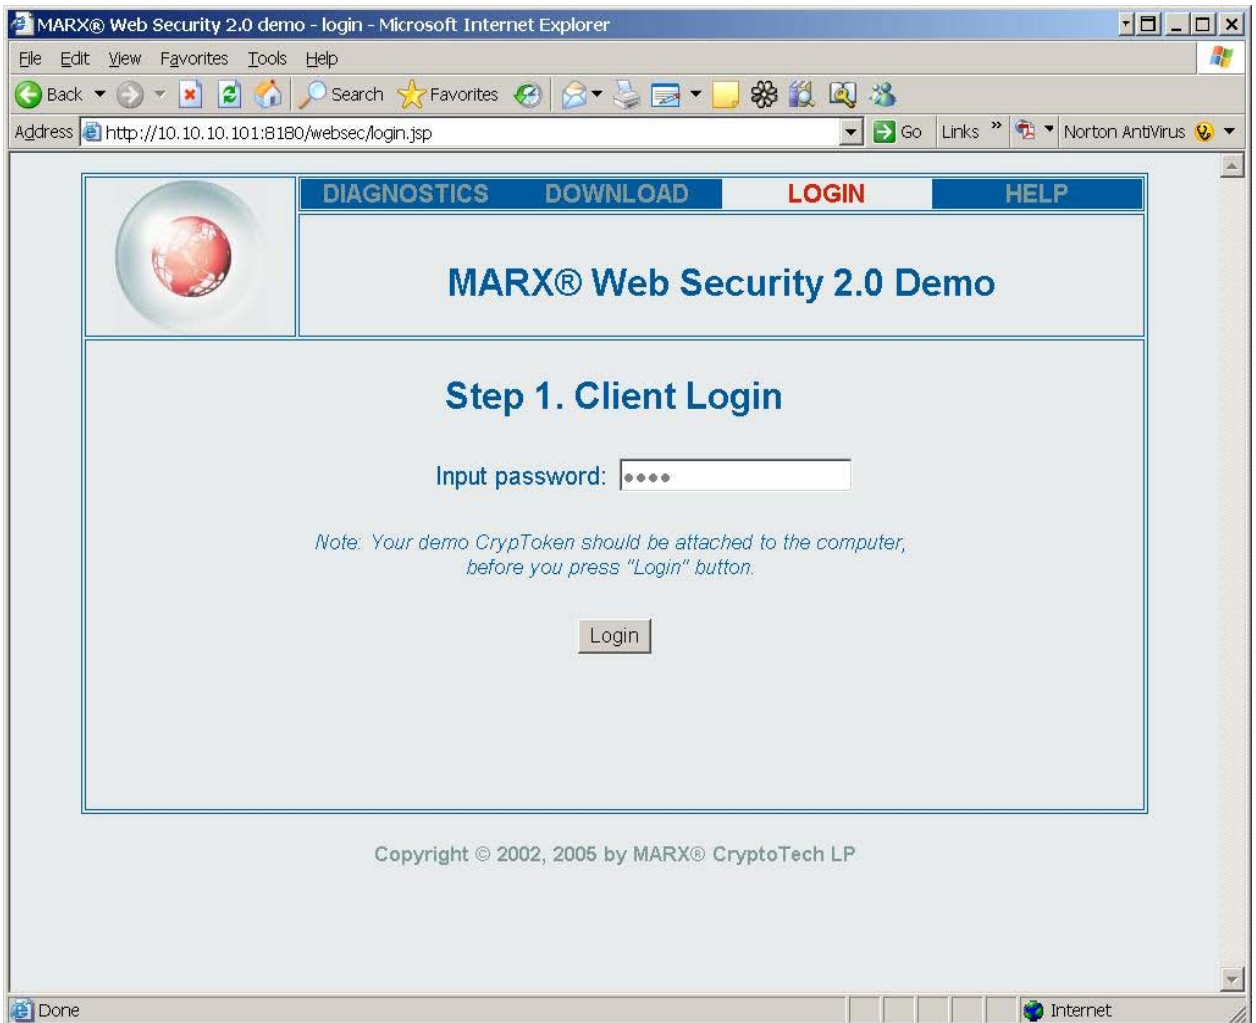 MARX® Web Security 2.0 demo - login - Microsoft Internet Explorer
File Edit View Favorites Tools Help
Back Search Favorites
Address http://10.10.10.101:8180/websec/login.jsp Go Links » Norton AntiVirus
DIAGNOSTICS DOWNLOAD LOGIN HELP
MARX® Web Security 2.0 Demo
Step 1. Client Login
Input password: ••••
Note: Your demo CrypToken should be attached to the computer,
before you press "Login" button.
Login
Copyright © 2002, 2005 by MARX® CryptoTech LP
Done Internet